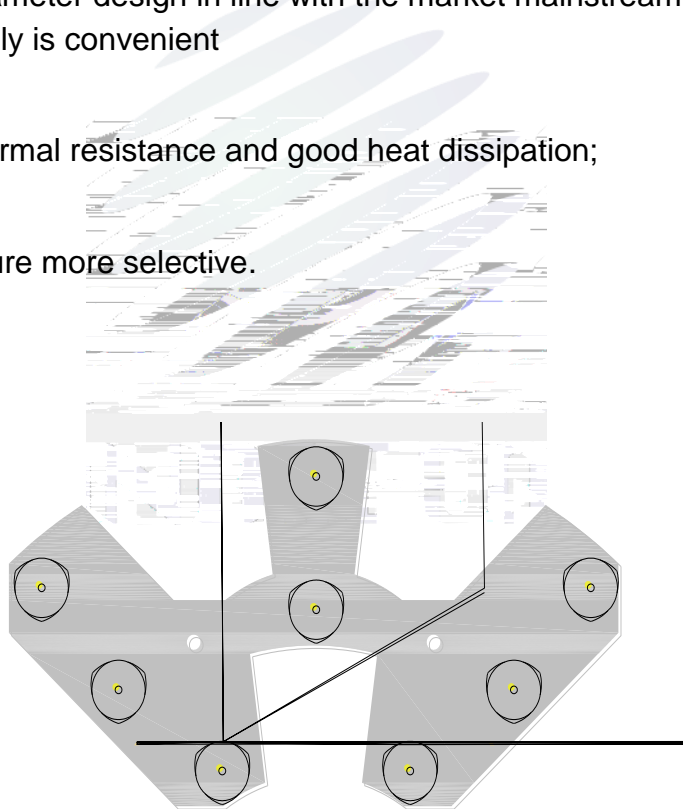 ameter design in line with the market mainstream
ly is convenient
rmal resistance and good heat dissipation;
ure more selective.